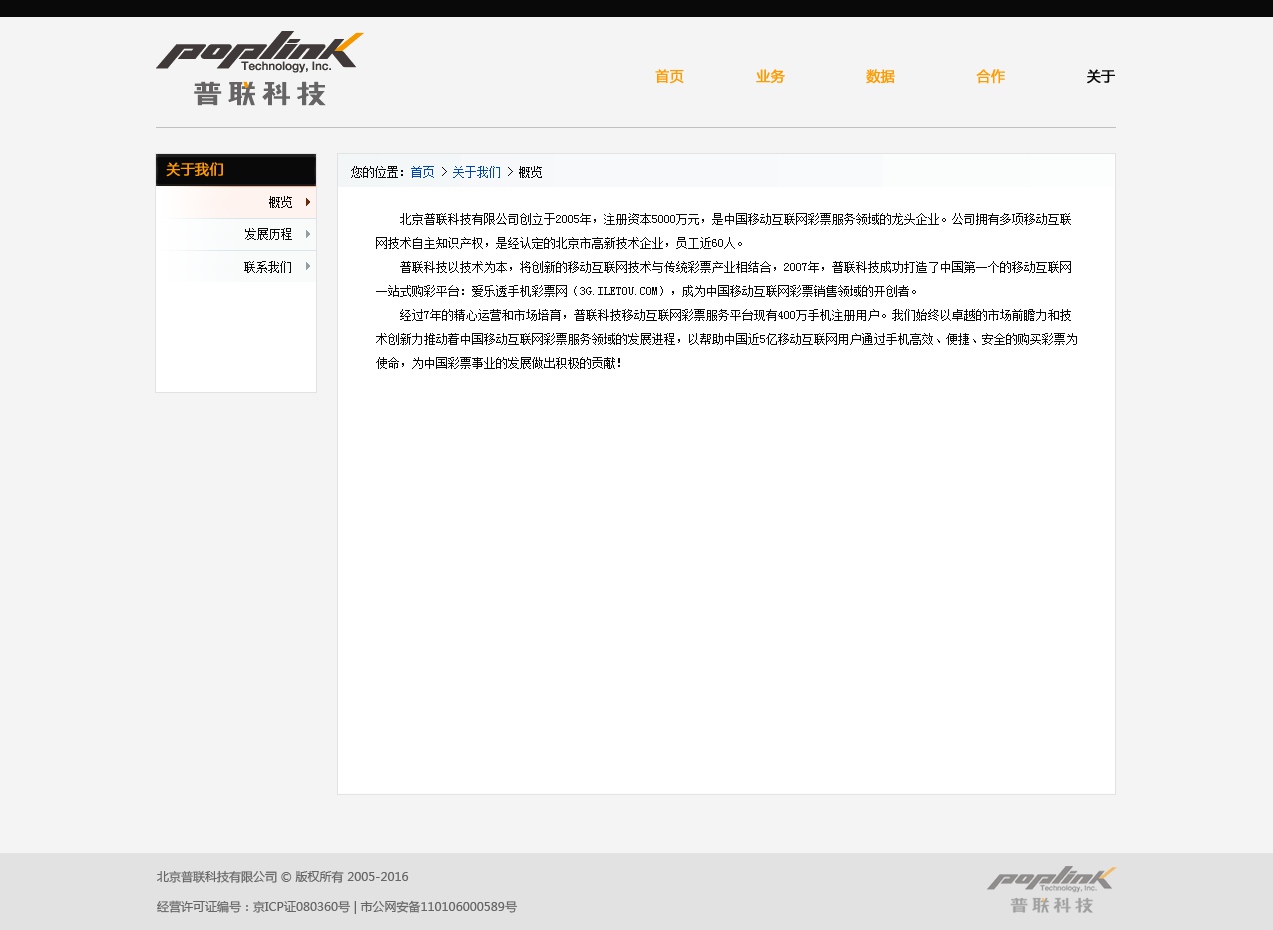 poplink
Technology, Inc.
普联科技
首页 业务 数据 合作 关于
关于我们
概览
发展历程
联系我们
您的位置：首页 > 关于我们 > 概览
北京普联科技有限公司创立于2005年，注册资本5000万元，是中国移动互联网彩票服务领域的龙头企业。公司拥有多项移动互联
网技术自主知识产权，是经认定的北京市高新技术企业，员工近60人。
普联科技以技术为本，将创新的移动互联网技术与传统彩票产业相结合，2007年，普联科技成功打造了中国第一个的移动互联网
一站式购彩平台：爱乐透手机彩票网（3G.ILETOU.COM），成为中国移动互联网彩票销售领域的开创者。
经过7年的精心运营和市场培育，普联科技移动互联网彩票服务平台现有400万手机注册用户。我们始终以卓越的市场前瞻力和技
术创新力推动着中国移动互联网彩票服务领域的发展进程，以帮助中国近5亿移动互联网用户通过手机高效、便捷、安全的购买彩票为
使命，为中国彩票事业的发展做出积极的贡献！
北京普联科技有限公司 © 版权所有 2005-2016
经营许可证编号：京ICP证080360号 | 市公网安备110106000589号
poplink
Technology, Inc.
普联科技